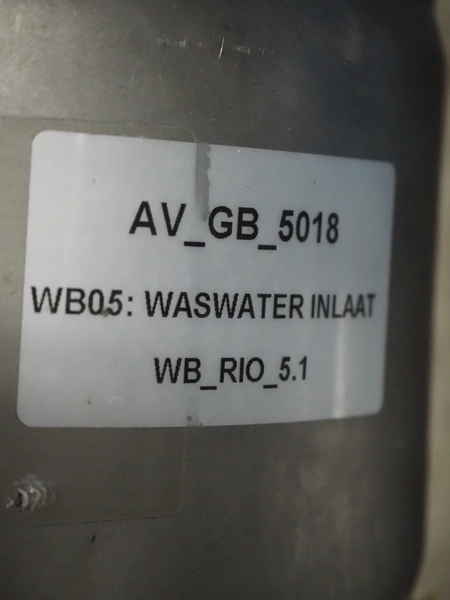 AV_GB_5018
WB05: WASWATER INLAAT
WB_RIO_5.1